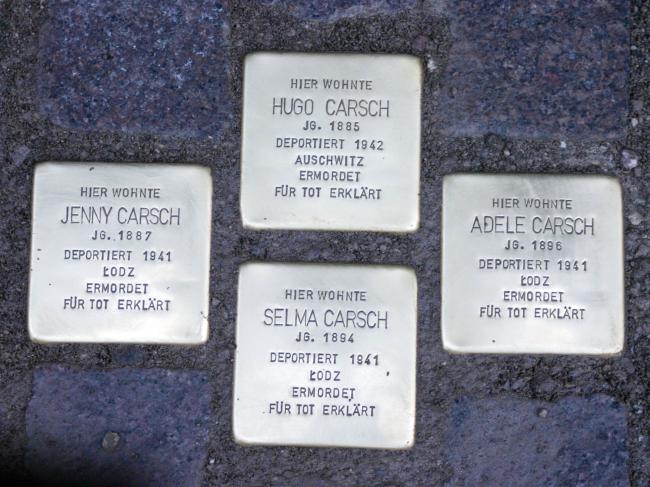 HIER WOHNTE
HUGO CARSCH
JG. 1885
DEPORTIERT 1942
AUSCHWITZ
ERMORDET
FÜR TOT ERKLÄRT
HIER WOHNTE
JENNY CARSCH
JG. 1887
DEPORTIERT 1941
ŁODZ
ERMORDET
FÜR TOT ERKLÄRT
HIER WOHNTE
ADELE CARSCH
JG. 1896
DEPORTIERT 1941
ŁODZ
ERMORDET
FÜR TOT ERKLÄRT
HIER WOHNTE
SELMA CARSCH
JG. 1894
DEPORTIERT 1941
ŁODZ
ERMORDET
FÜR TOT ERKLÄRT